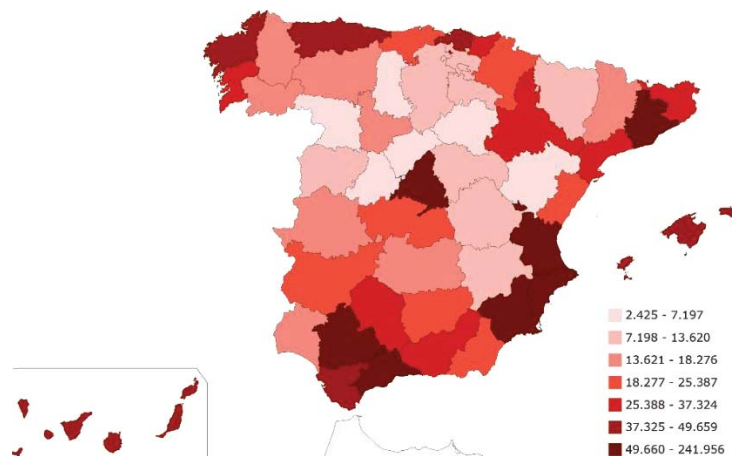 2.425 - 7.197
7.198 - 13.620
13.621 - 18.276
18.277 - 25.387
25.388 - 37.324
37.325 - 49.659
49.660 - 241.956